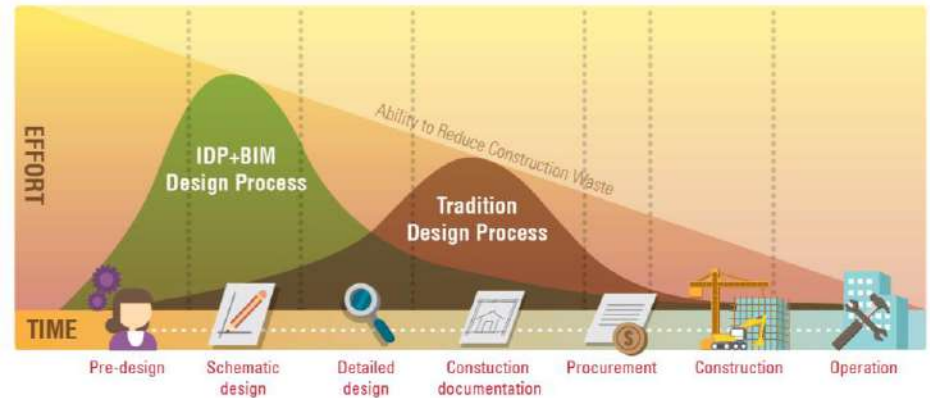 EFFORT
IDP+BIM
Design Process
Ability to Reduce Construction Waste
Tradition
Design Process
$
TIME
Pre-design
Schematic
design
Detailed
design
Constuction
documentation
Procurement
Construction
Operation